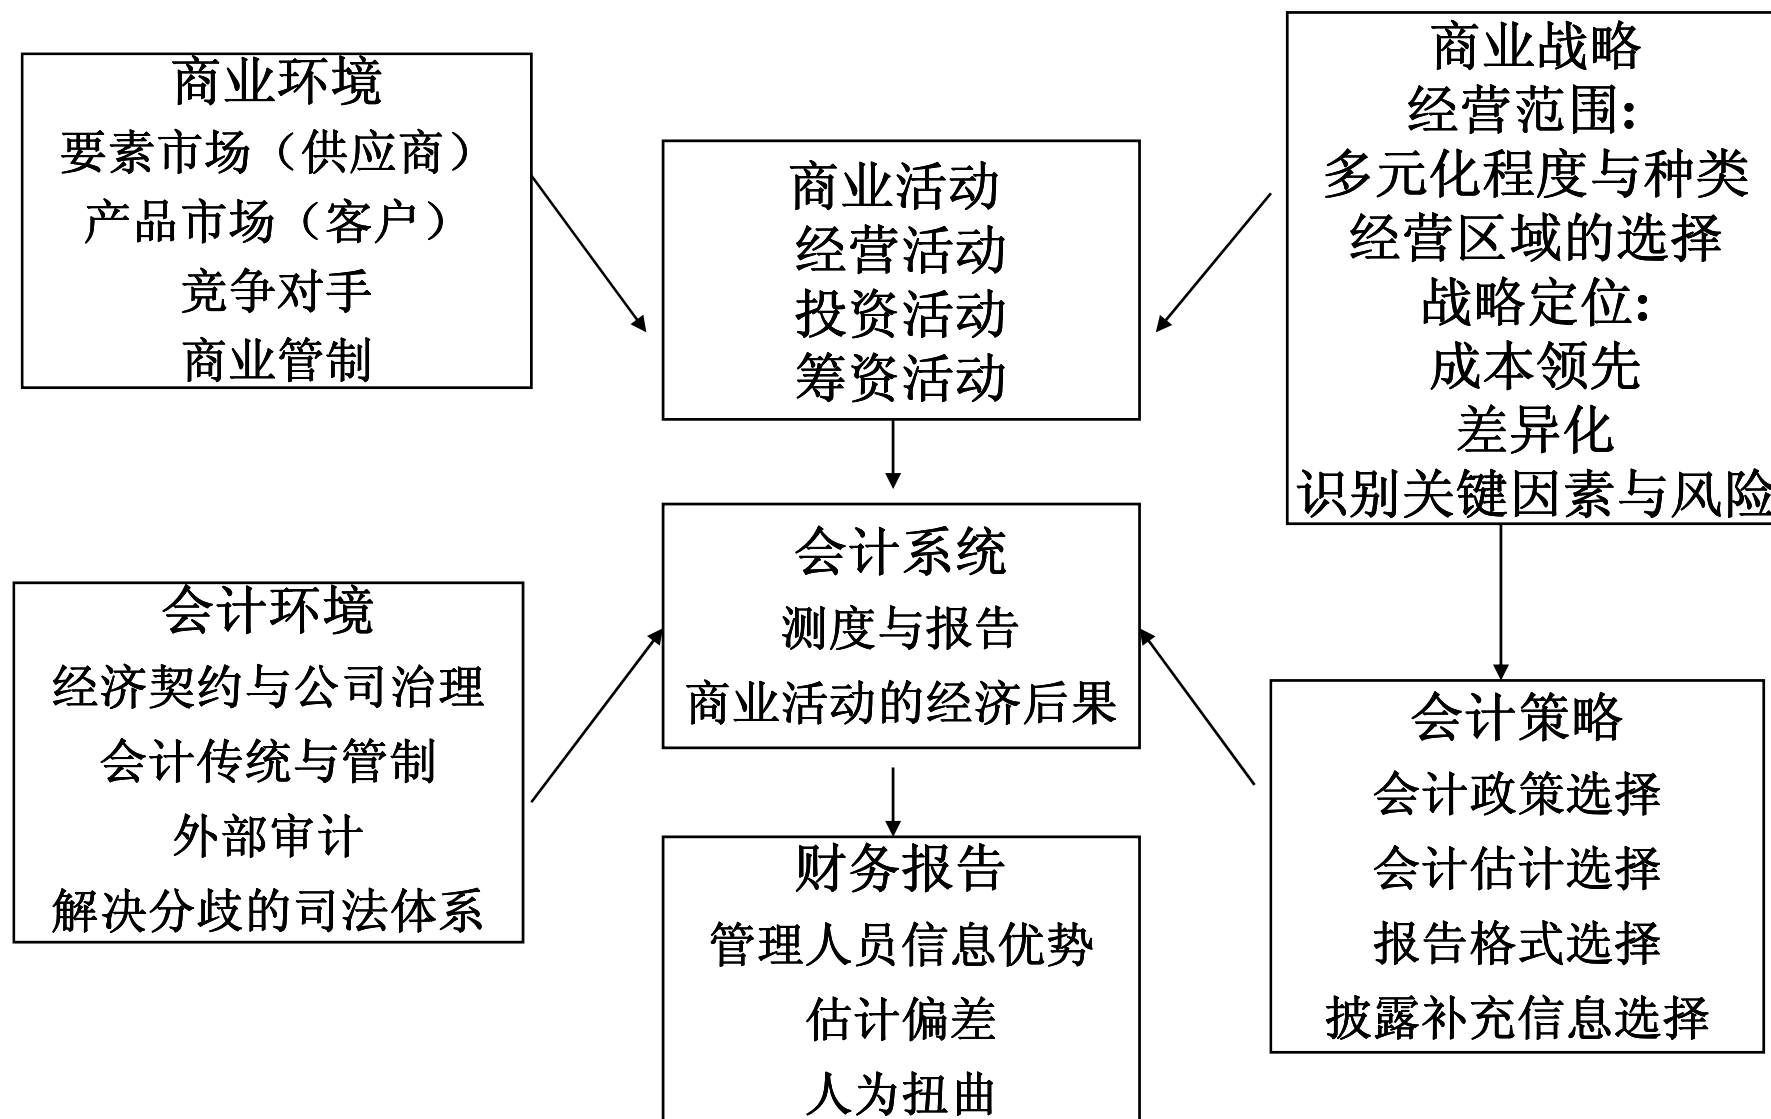 商业环境
要素市场（供应商）
产品市场（客户）
竞争对手
商业管制
商业活动
经营活动
投资活动
筹资活动
商业战略
经营范围:
多元化程度与种类
经营区域的选择
战略定位:
成本领先
差异化
识别关键因素与风险
会计环境
经济契约与公司治理
会计传统与管制
外部审计
解决分歧的司法体系
会计系统
测度与报告
商业活动的经济后果
会计策略
会计政策选择
会计估计选择
报告格式选择
披露补充信息选择
财务报告
管理人员信息优势
估计偏差
人为扭曲